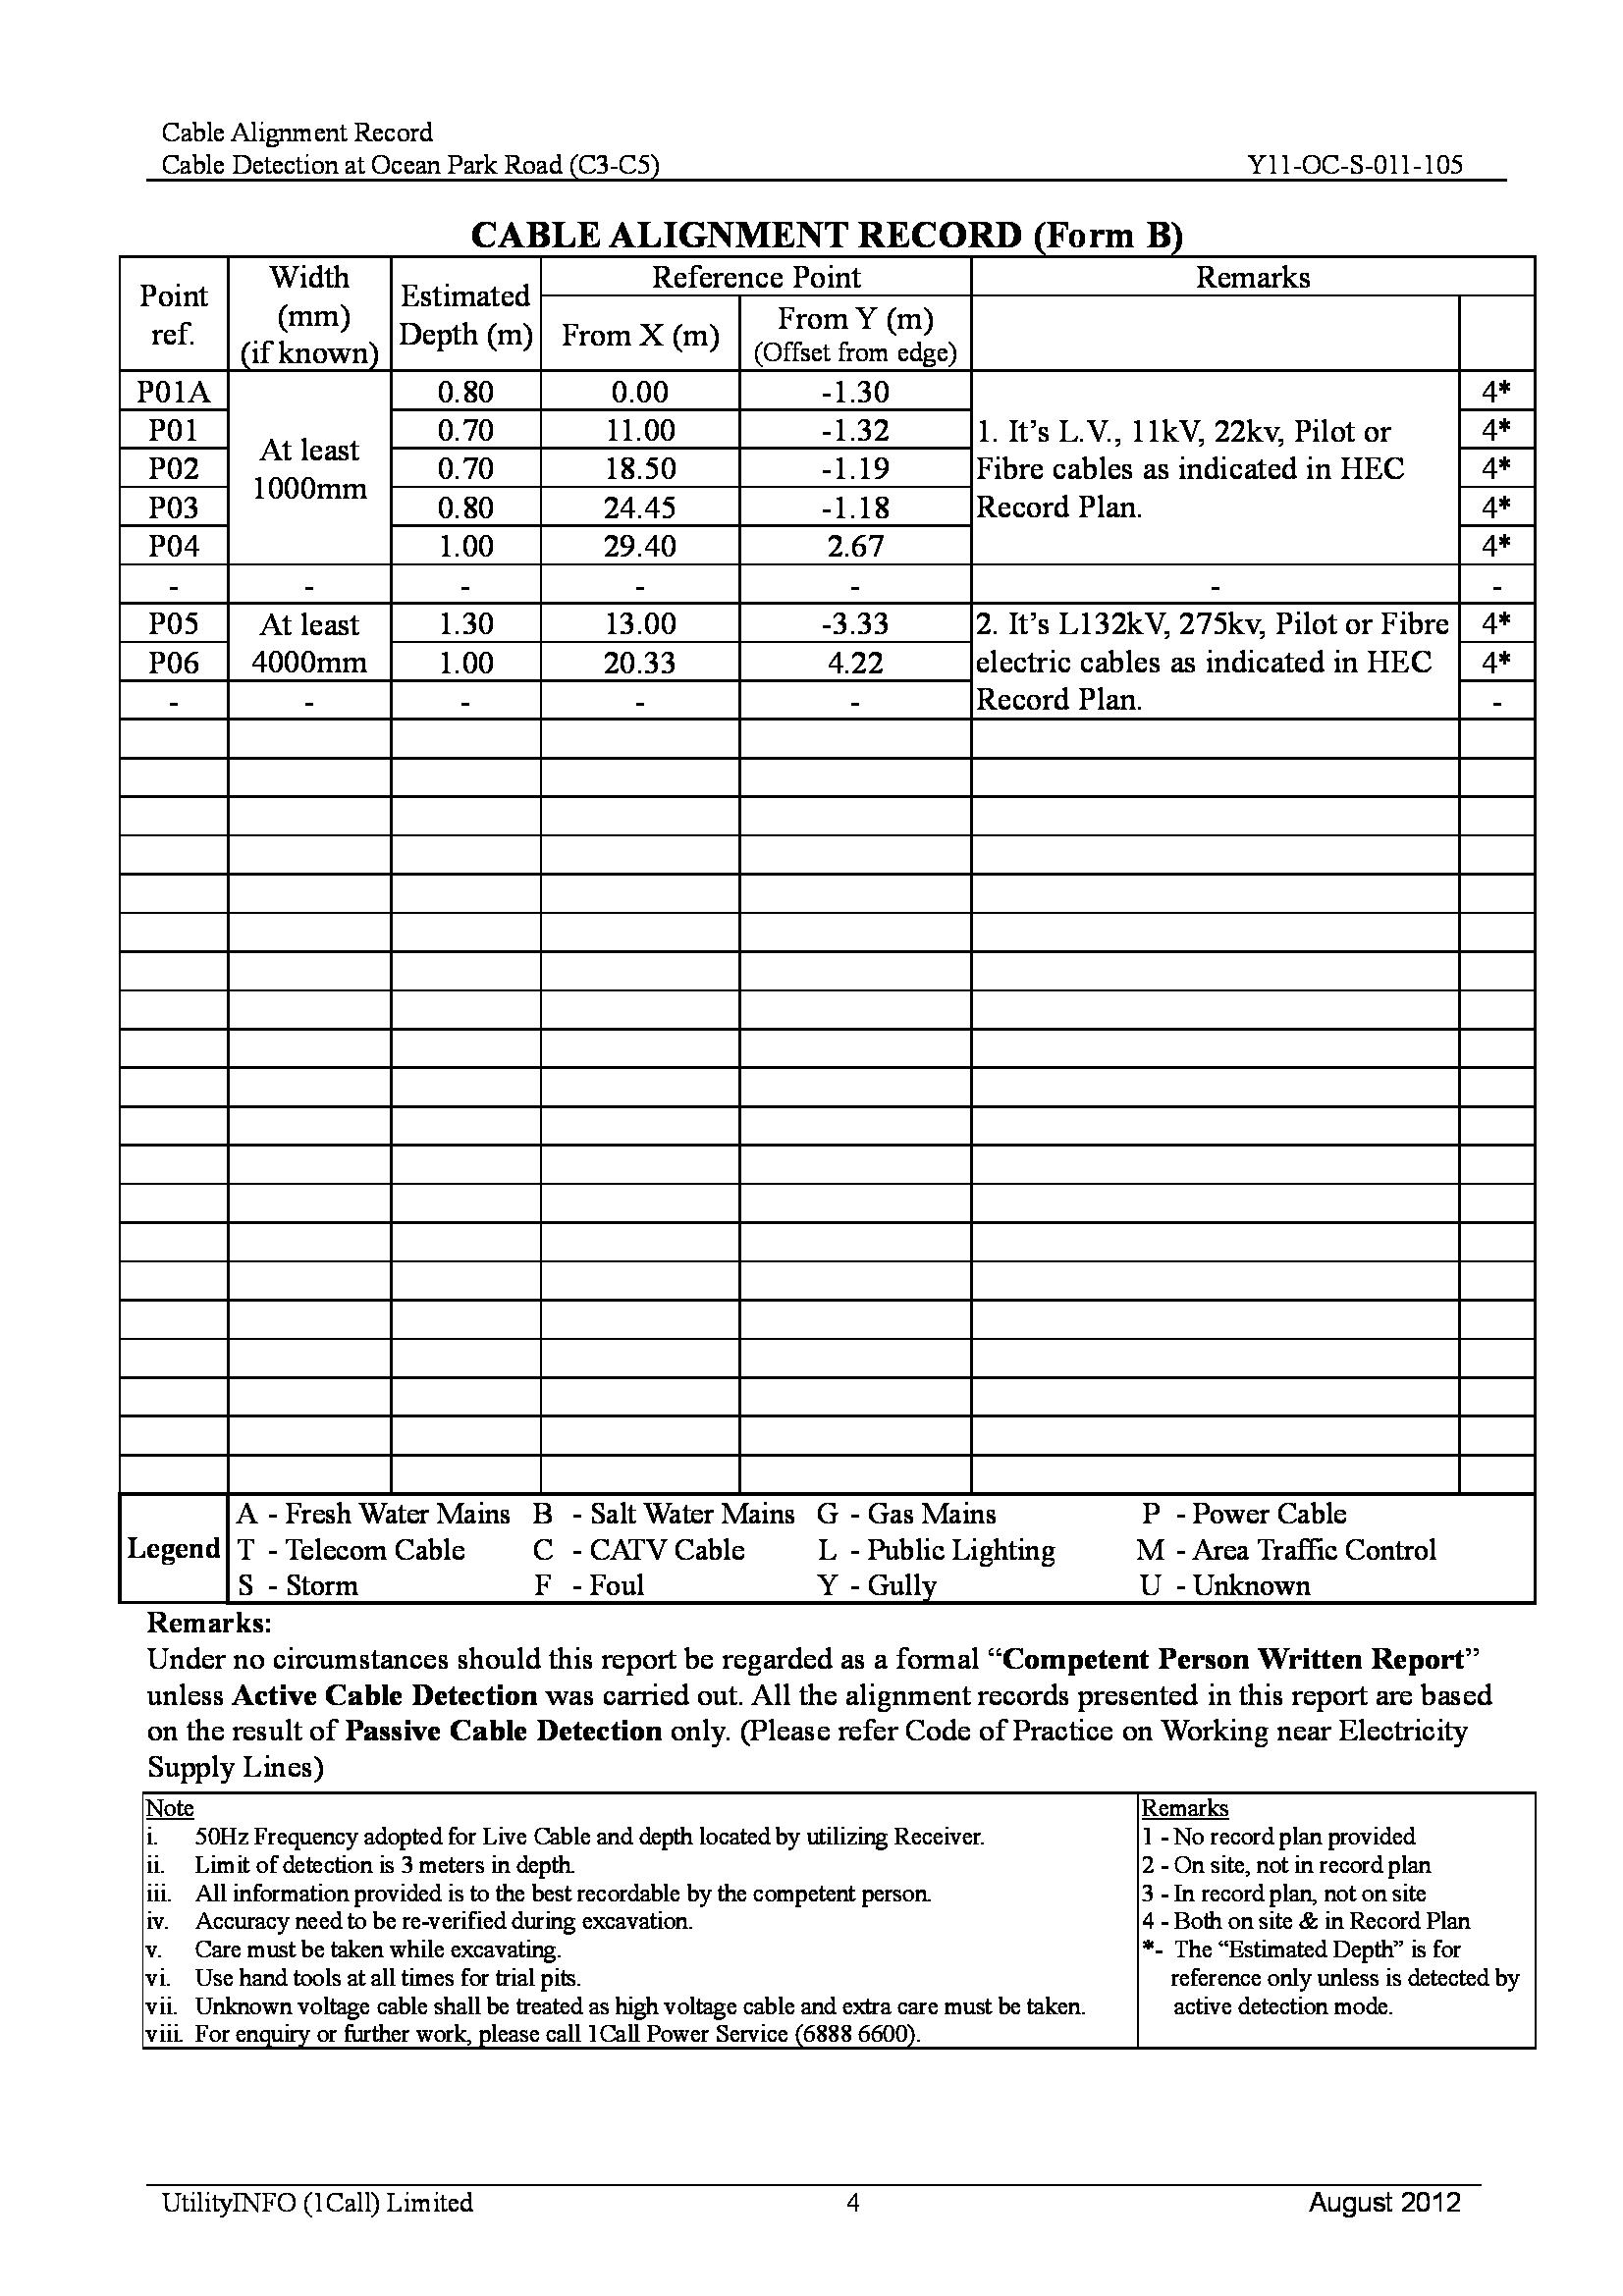 Cable Alignment Record
Cable Detection at Ocean Park Road (C3-C5) Y11-OC-S-011-105
CABLE ALIGNMENT RECORD (Form B)
Point ref. Width (mm) (if known) Estimated Depth (m) Reference Point Remarks
From X (m) From Y (m) (Offset from edge)
P01A At least 1000mm 0.80 0.00 -1.30 4*
P01 0.70 11.00 -1.32 1. It’s L.V., 11kV, 22kv, Pilot or 4*
P02 0.70 18.50 -1.19 Fibre cables as indicated in HEC 4*
P03 0.80 24.45 -1.18 Record Plan. 4*
P04 1.00 29.40 2.67 4*
- - - - - - -
P05 At least 1.30 13.00 -3.33 2. It’s L132kV, 275kv, Pilot or Fibre 4*
P06 4000mm 1.00 20.33 4.22 electric cables as indicated in HEC 4*
- - - - - Record Plan. -
Legend
A - Fresh Water Mains B - Salt Water Mains G - Gas Mains P - Power Cable
T - Telecom Cable C - CATV Cable L - Public Lighting M - Area Traffic Control
S - Storm F - Foul Y - Gully U - Unknown
Remarks:
Under no circumstances should this report be regarded as a formal “Competent Person Written Report”
unless Active Cable Detection was carried out. All the alignment records presented in this report are based
on the result of Passive Cable Detection only. (Please refer Code of Practice on Working near Electricity
Supply Lines)
Note
i. 50Hz Frequency adopted for Live Cable and depth located by utilizing Receiver.
ii. Limit of detection is 3 meters in depth.
iii. All information provided is to the best recordable by the competent person.
iv. Accuracy need to be re-verified during excavation.
v. Care must be taken while excavating.
vi. Use hand tools at all times for trial pits.
vii. Unknown voltage cable shall be treated as high voltage cable and extra care must be taken.
viii. For enquiry or further work, please call 1Call Power Service (6888 6600).
Remarks
1 - No record plan provided
2 - On site, not in record plan
3 - In record plan, not on site
4 - Both on site & in Record Plan
*- The “Estimated Depth” is for
reference only unless is detected by
active detection mode.
UtilityINFO (1Call) Limited 4 August 2012